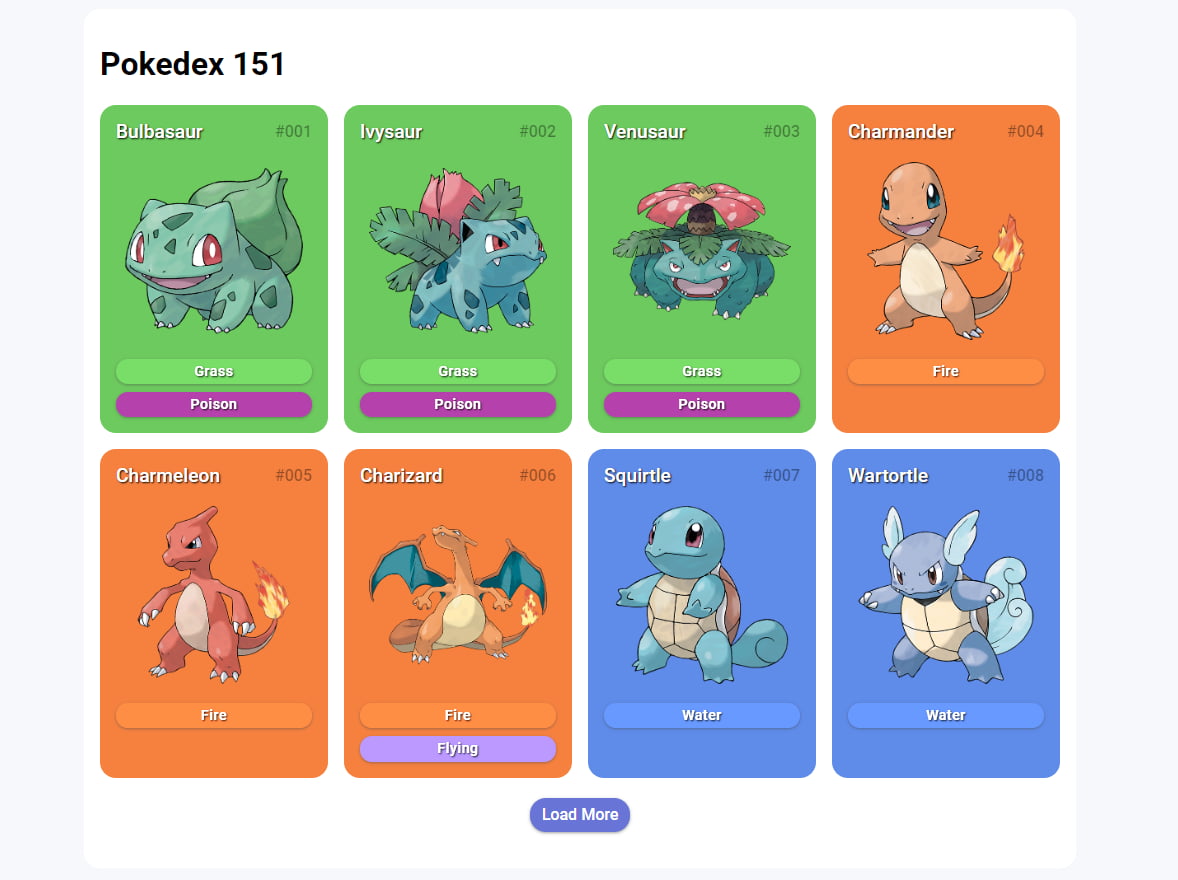 Pokedex 151
Bulbasaur #001
Grass
Poison
Ivysaur #002
Grass
Poison
Venusaur #003
Grass
Poison
Charmander #004
Fire
Charmeleon #005
Fire
Charizard #006
Fire
Flying
Squirtle #007
Water
Wartortle #008
Water
Load More